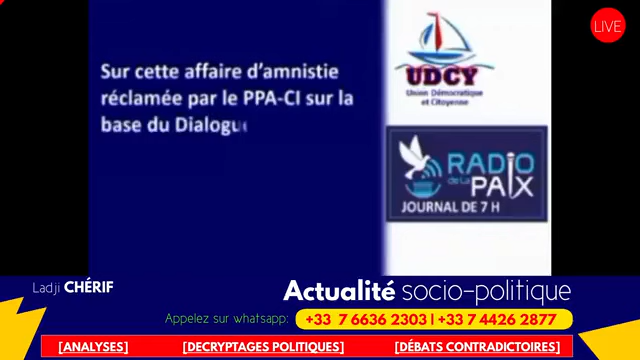 LIVE
Sur cette affaire d'amnistie
réclamée par le PPA-CI sur la
base du Dialogue
UDCY
Union Démocratique
et Citoyenne
RADIO
de la PAIX
JOURNAL DE 7 H
Ladji CHÉRIF
Actualité socio-politique
Appelez sur whatsapp: +33 7 6636 2303 | +33 7 4426 2877
[ANALYSES] [DECRYPTAGES POLITIQUES] [DÉBATS CONTRADICTOIRES]